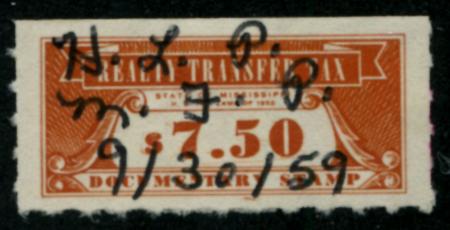 H. L. P.
REALTY TRANSFER TAX
STATE OF MISSISSIPPI
M. J. P.
$7.50
9/30/59
DOCUMENTARY STAMP